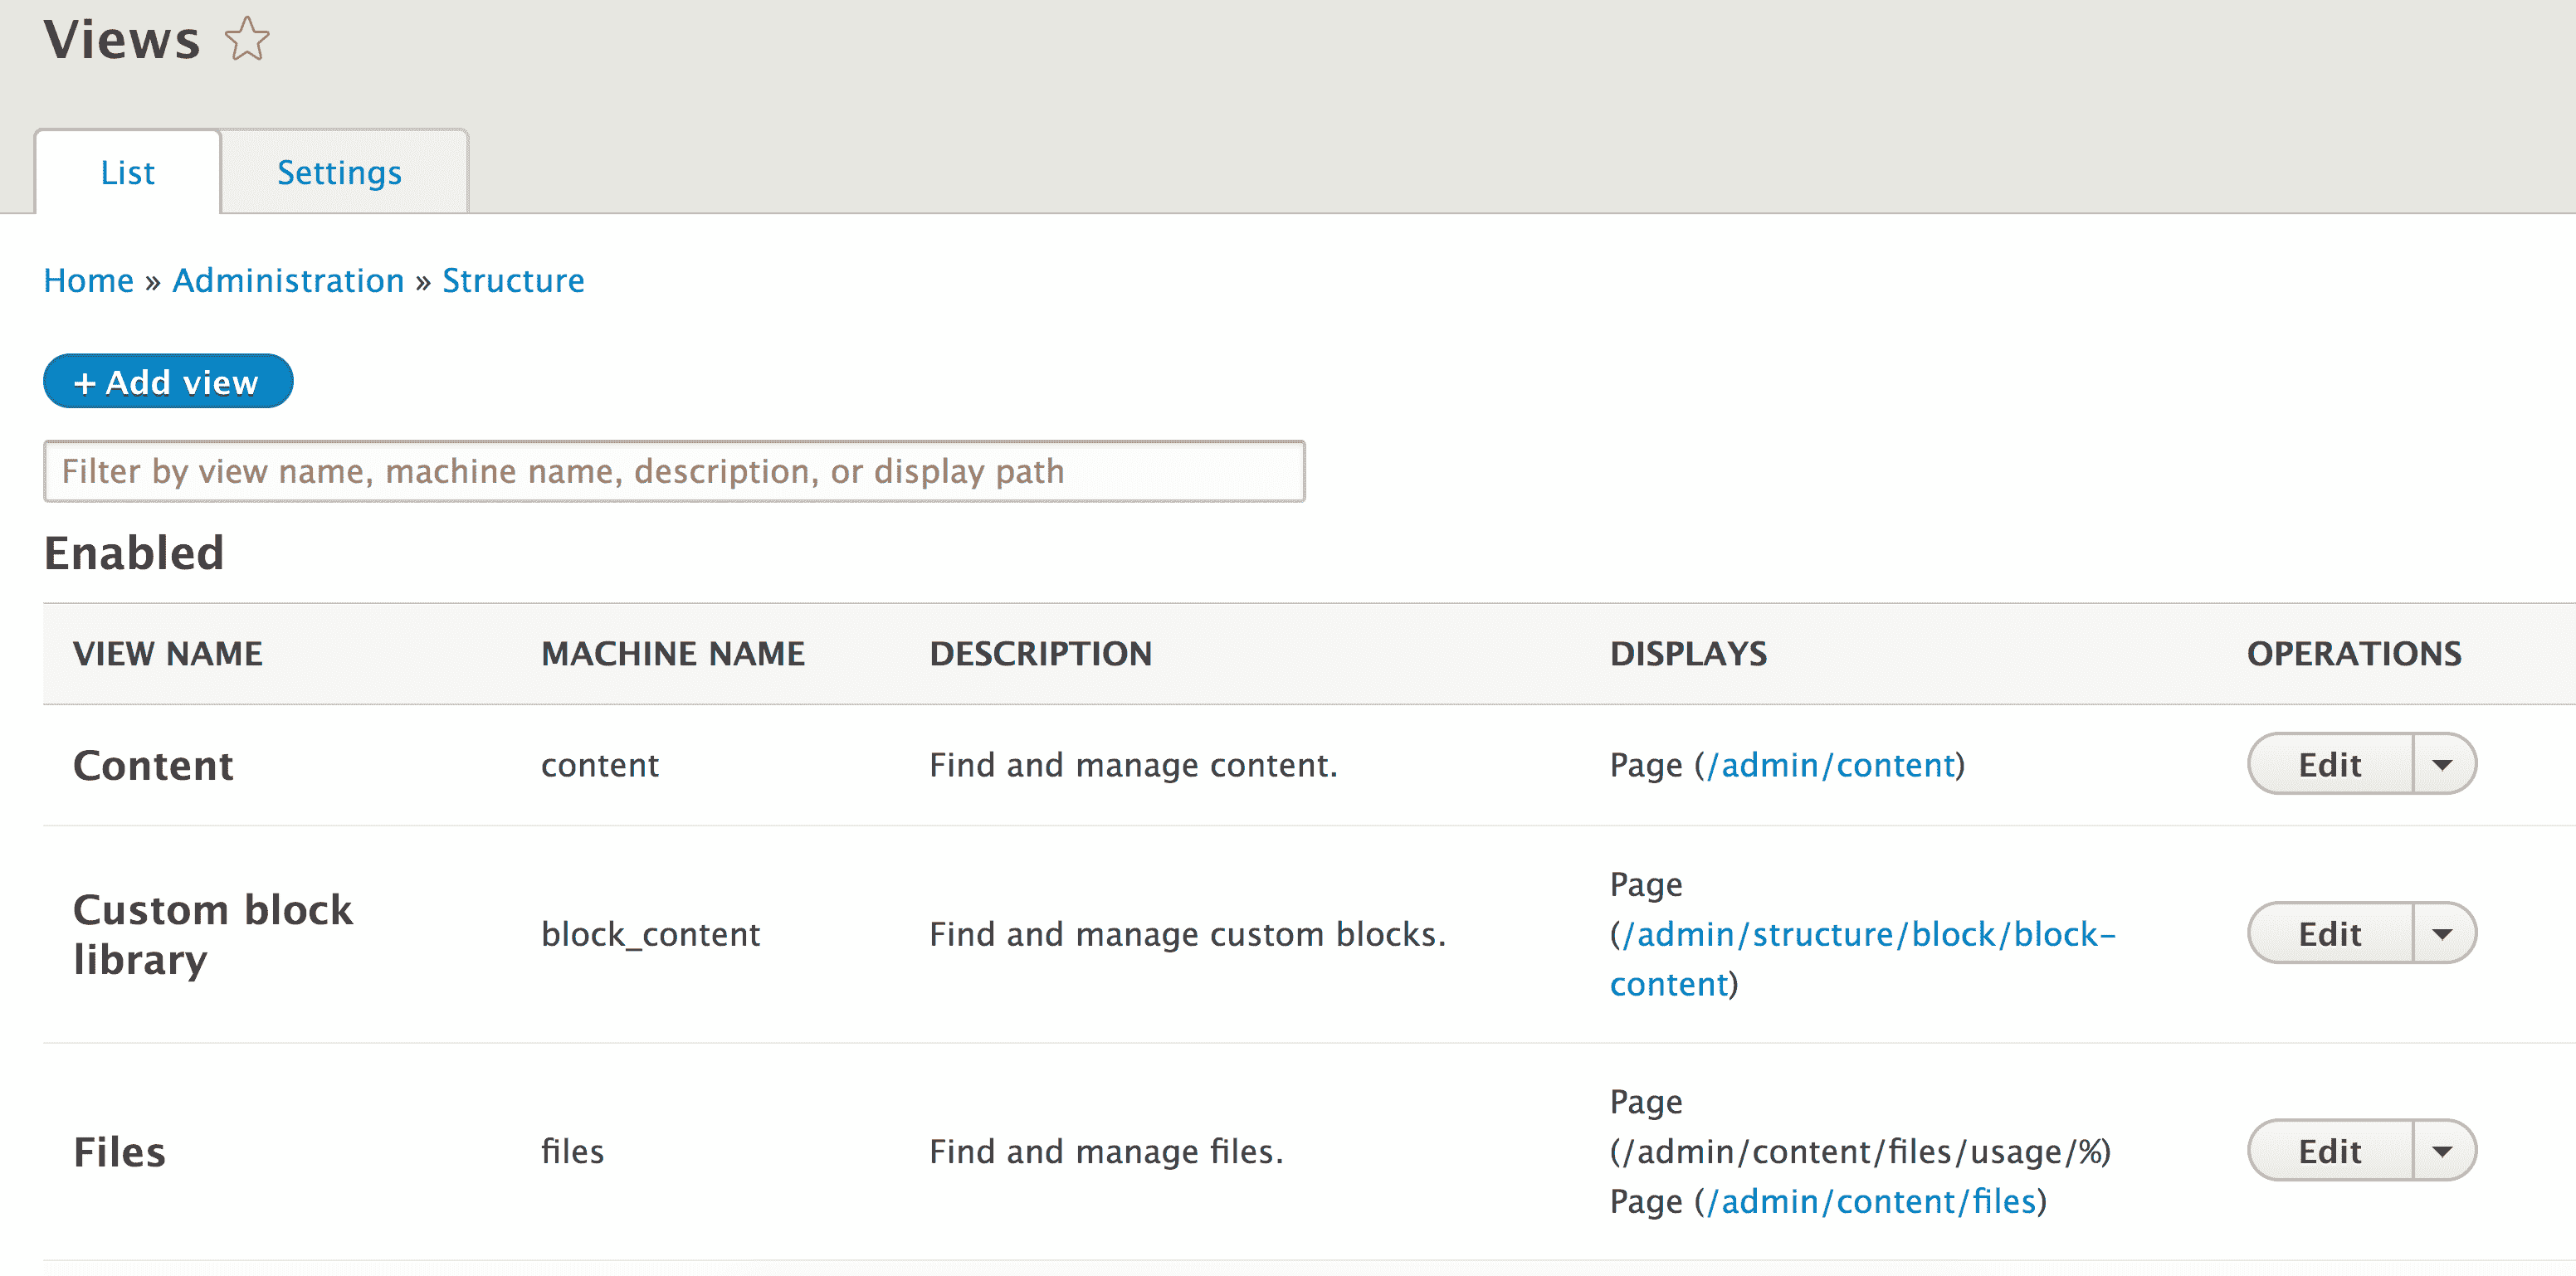 Views
List Settings
Home » Administration » Structure
+ Add view
Filter by view name, machine name, description, or display path
Enabled
VIEW NAME MACHINE NAME DESCRIPTION DISPLAYS OPERATIONS
Content content Find and manage content. Page (/admin/content) Edit
Custom block
library
block_content
Find and manage custom blocks.
Page
(/admin/structure/block/block-
content)
Edit
Files
files
Find and manage files.
Page
(/admin/content/files/usage/%)
Page (/admin/content/files)
Edit